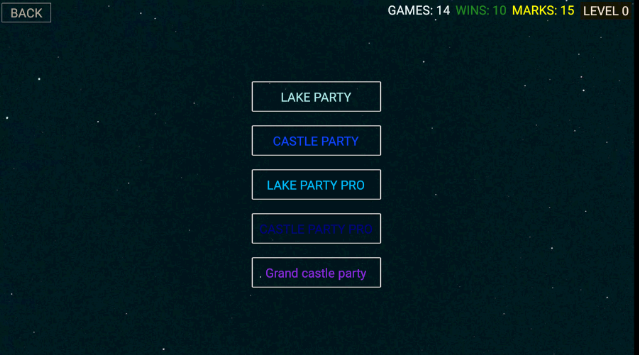 BACK
GAMES: 14 WINS: 10 MARKS: 15 LEVEL 0
LAKE PARTY
CASTLE PARTY
LAKE PARTY PRO
CASTLE PARTY PRO
Grand castle party